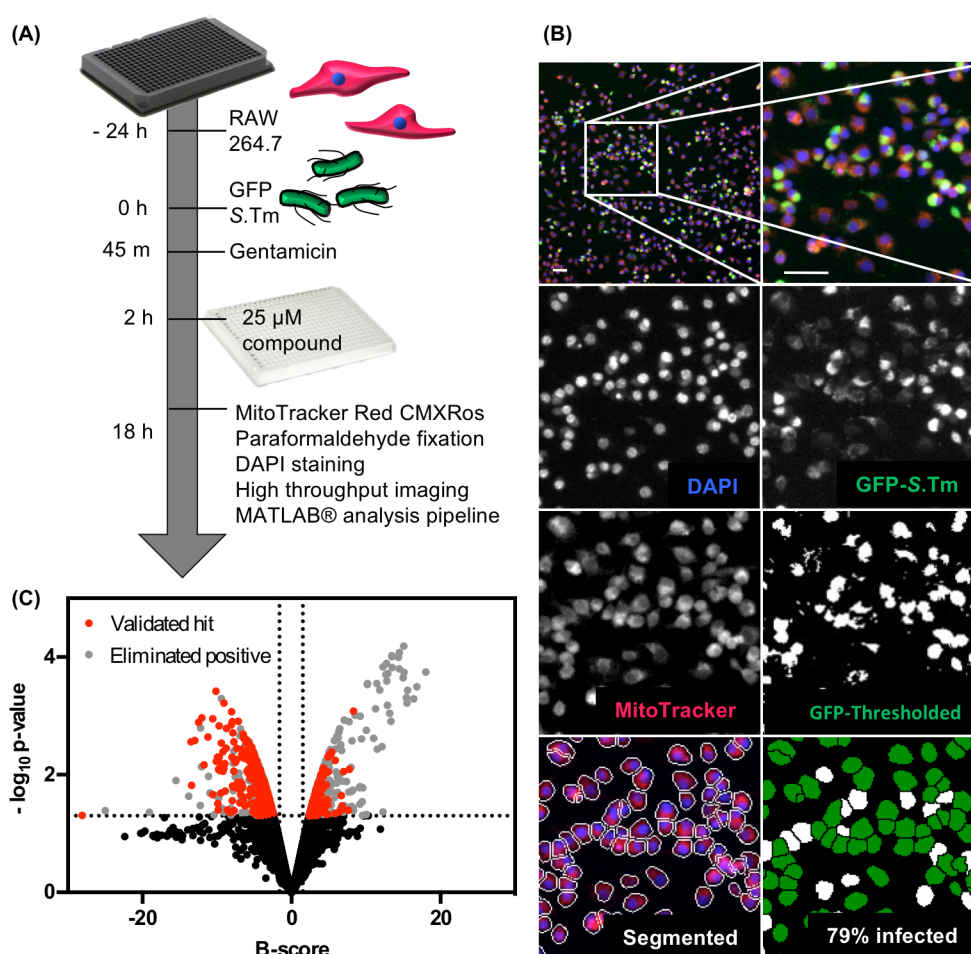 (A)
- 24 h
RAW
264.7
0 h
GFP
S.Tm
45 m
Gentamicin
2 h
25 µM
compound
18 h
MitoTracker Red CMXRos
Paraformaldehyde fixation
DAPI staining
High throughput imaging
MATLAB® analysis pipeline
(B)
DAPI
GFP-S.Tm
MitoTracker
GFP-Thresholded
Segmented
79% infected
(C)
Validated hit
Eliminated positive
- log10 p-value
4
2
0
-20
0
20
B-score